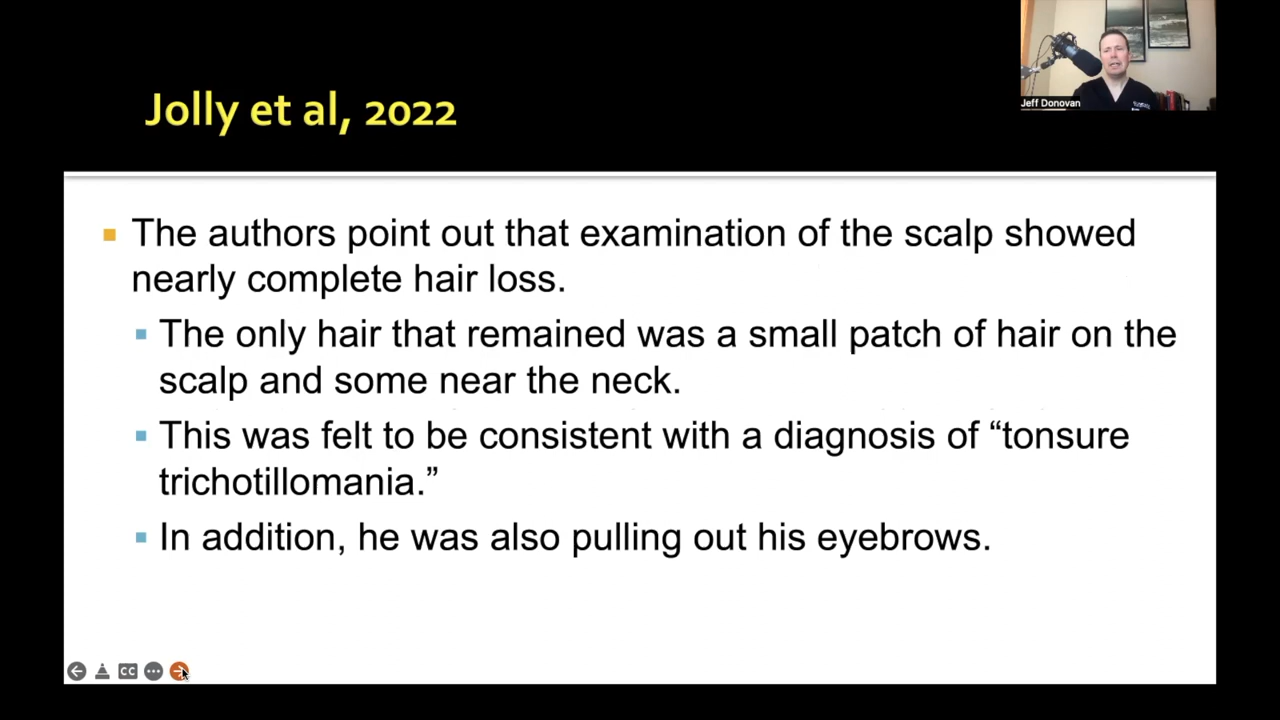 Jolly et al, 2022
Jeff Donovan
The authors point out that examination of the scalp showed
nearly complete hair loss.
The only hair that remained was a small patch of hair on the
scalp and some near the neck.
This was felt to be consistent with a diagnosis of “tonsure
trichotillomania.”
In addition, he was also pulling out his eyebrows.
CC